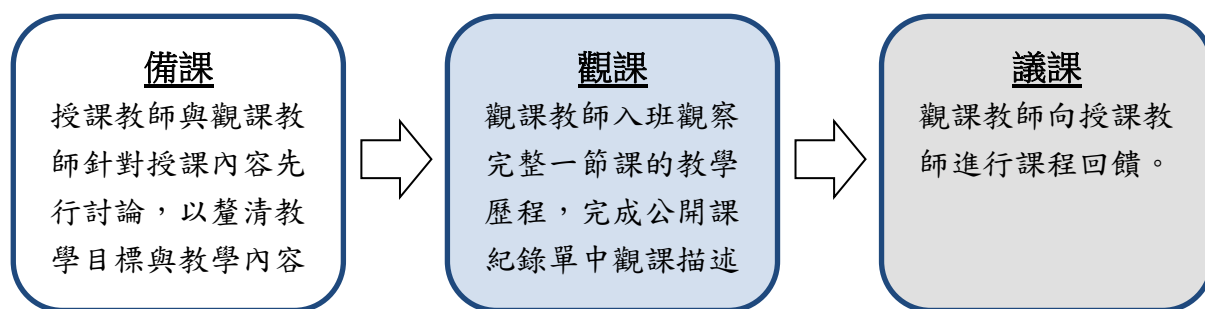 備課
授課教師與觀課教
師針對授課內容先
行討論，以釐清教
學目標與教學內容
觀課
觀課教師入班觀察
完整一節課的教學
歷程，完成公開課
紀錄單中觀課描述
議課
觀課教師向授課教
師進行課程回饋。